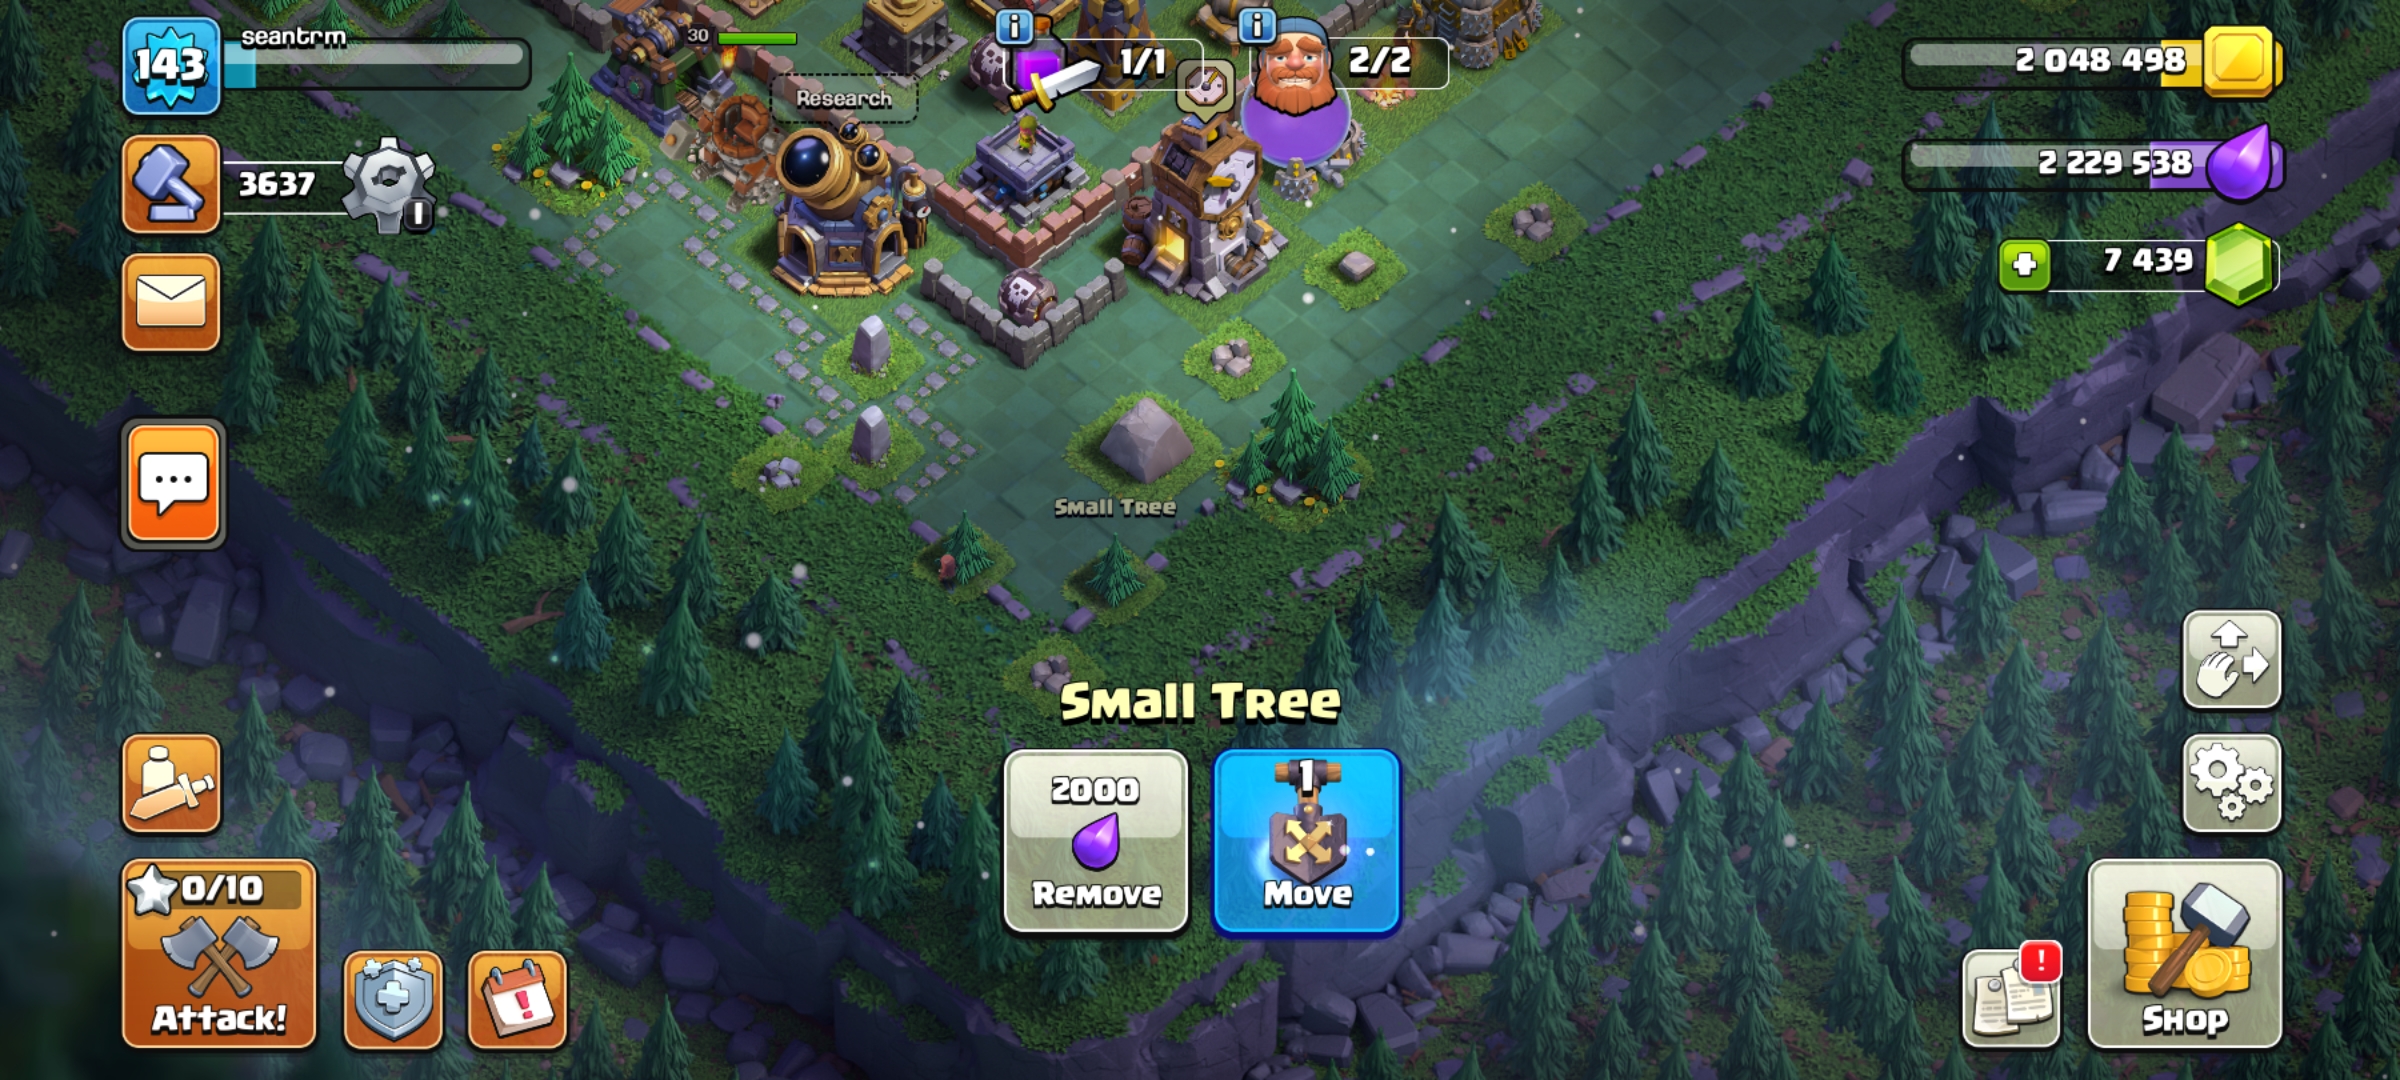 143
seantrm
30
1/1
2/2
2 048 498
Research
3637
1
2 229 538
7 439
Small Tree
Small Tree
2000
Remove
1
Move
0/10
Attack!
!
Shop